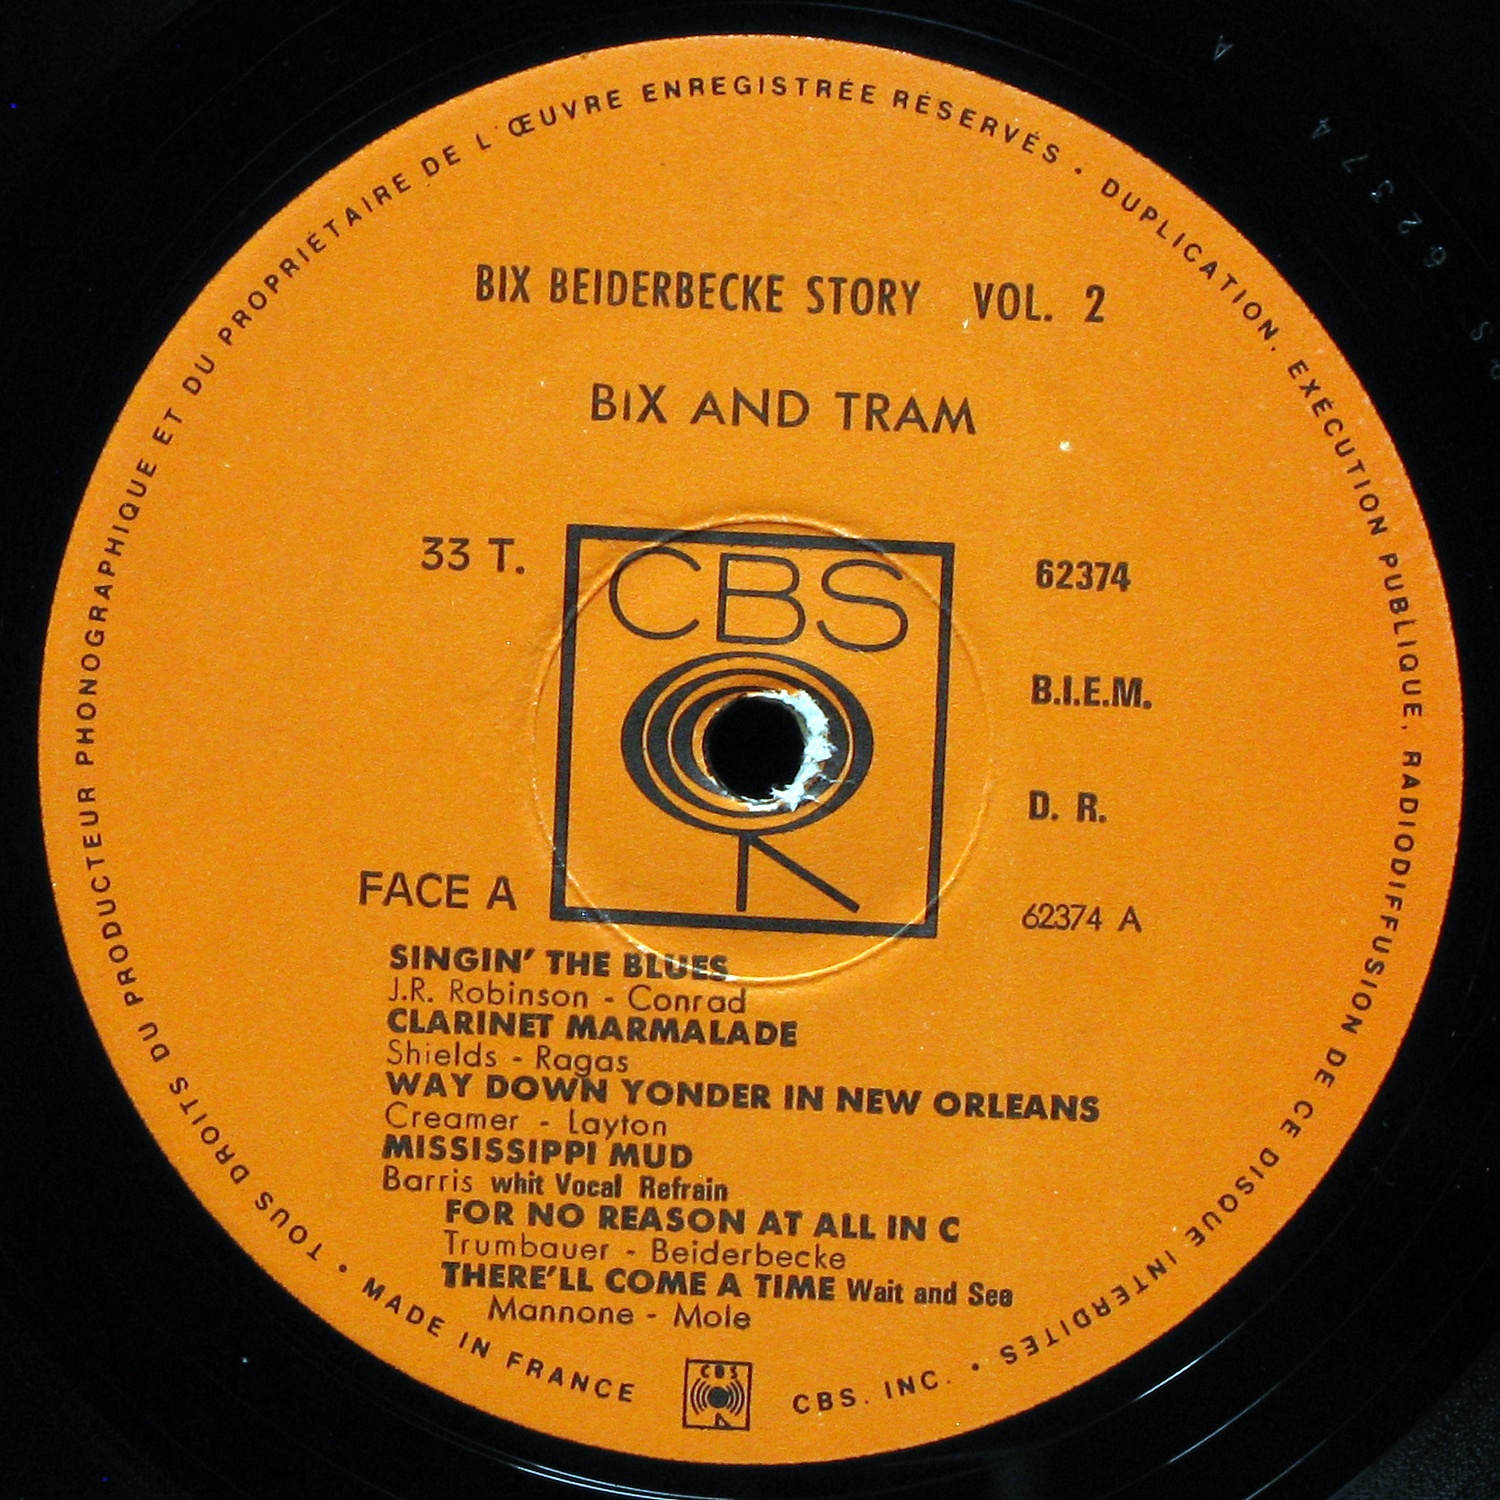 TOUS DROITS DU PRODUCTEUR PHONOGRAPHIQUE ET DU PROPRIÉTAIRE DE L'ŒUVRE ENREGISTRÉE RÉSERVÉS • DUPLICATION, EXÉCUTION PUBLIQUE, RADIODIFFUSION DE CE DISQUE INTERDITES •
BIX BEIDERBECKE STORY VOL. 2
BiX AND TRAM
33 T.
CBS
62374
B.I.E.M.
D. R.
FACE A
62374 A
SINGIN' THE BLUES
J.R. Robinson - Conrad
CLARINET MARMALADE
Shields - Ragas
WAY DOWN YONDER IN NEW ORLEANS
Creamer - Layton
MISSISSIPPI MUD
Barris whit Vocal Refrain
FOR NO REASON AT ALL IN C
Trumbauer - Beiderbecke
THERE'LL COME A TIME Wait and See
Mannone - Mole
• MADE IN FRANCE
CBS
CBS. INC.
62374 A